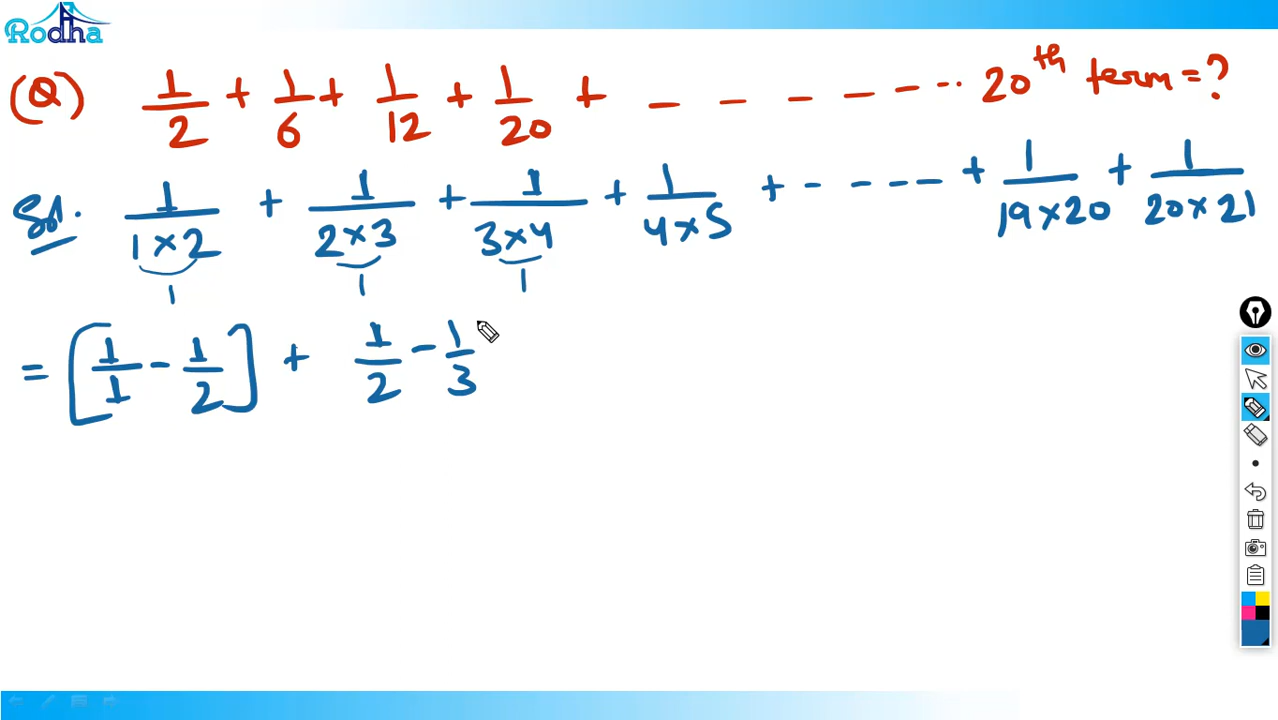 Rodha
(Q) 1/2 + 1/6 + 1/12 + 1/20 + _ _ _ _ _ _ .. 20th term = ?
Sol. 1/(1×2) + 1/(2×3) + 1/(3×4) + 1/(4×5) + - - - - - + 1/(19×20) + 1/(20×21)
1 1 1
= [1/1 - 1/2] + 1/2 - 1/3